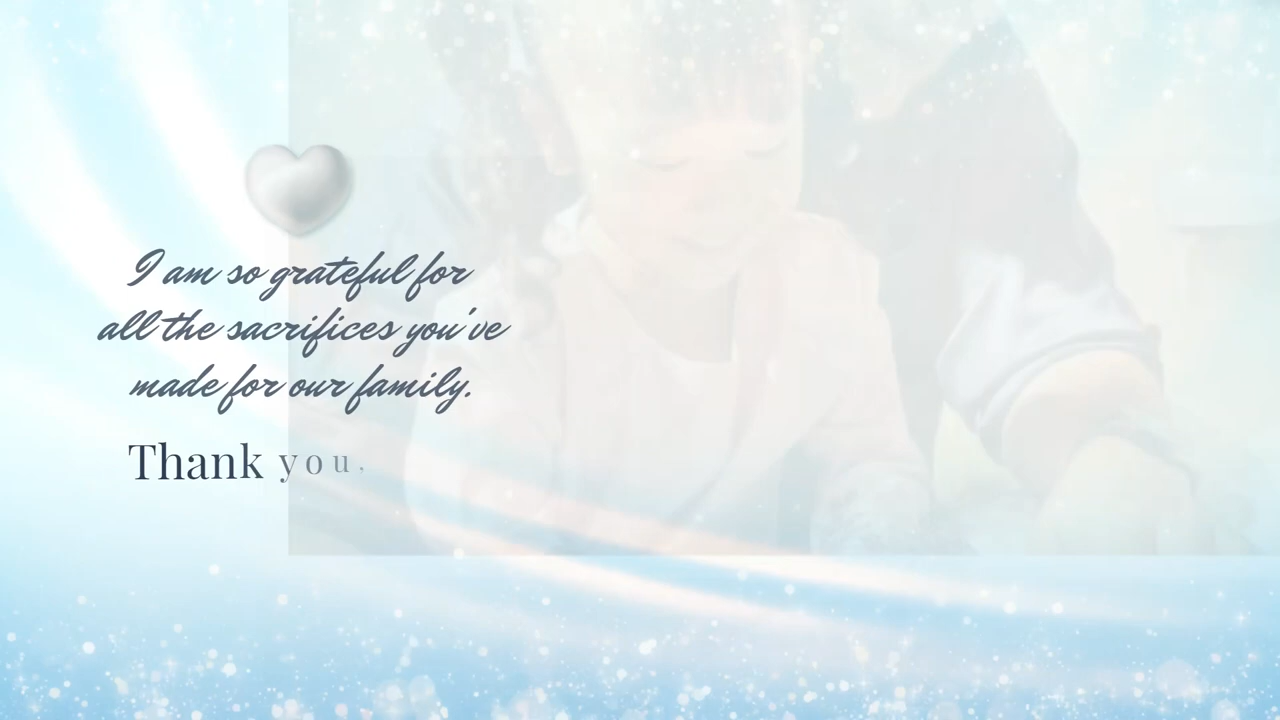 I am so grateful for
all the sacrifices you've
made for our family.
Thank you,